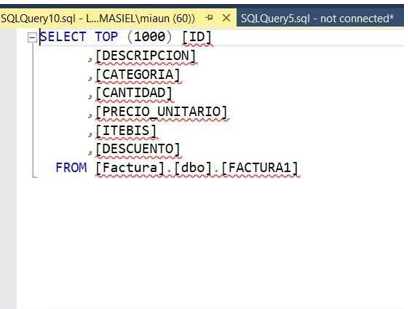 SQLQuery10.sql - L...MASIEL\miaun (60)) SQLQuery5.sql - not connected*
SELECT TOP (1000) [ID]
,[DESCRIPCION]
,[CATEGORIA]
,[CANTIDAD]
,[PRECIO_UNITARIO]
,[ITEBIS]
,[DESCUENTO]
FROM [Factura].[dbo].[FACTURA1]